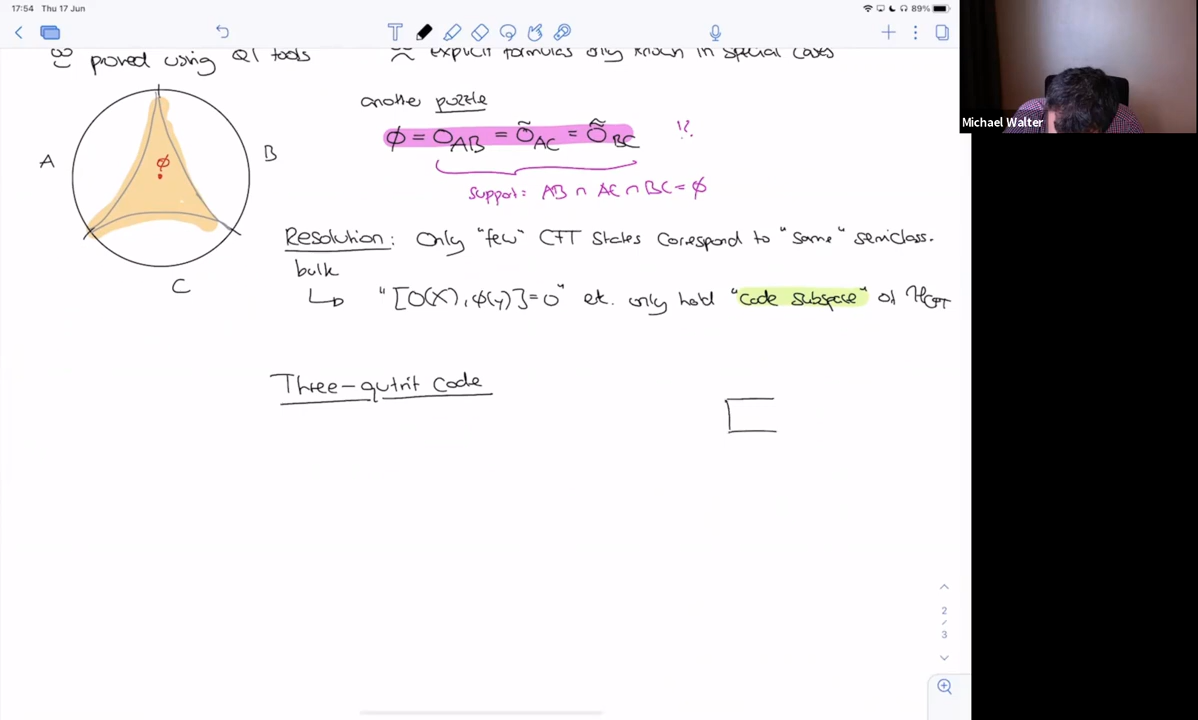 17:54 Thu 17 Jun
89%
proved using QI tools
explicit formulas only known in special cases
another puzzle
ϕ = O_AB = Õ_AC = Õ_BC !?
support: AB ∩ AC ∩ BC = ∅
A
B
ϕ
C
Resolution: Only "few" CFT states correspond to "same" semiclass.
bulk
↳ "[O(X), ϕ(y)] = 0" etc. only hold "code subspace" of H_CFT
Three-qutrit code
Michael Walter
T
2
/
3